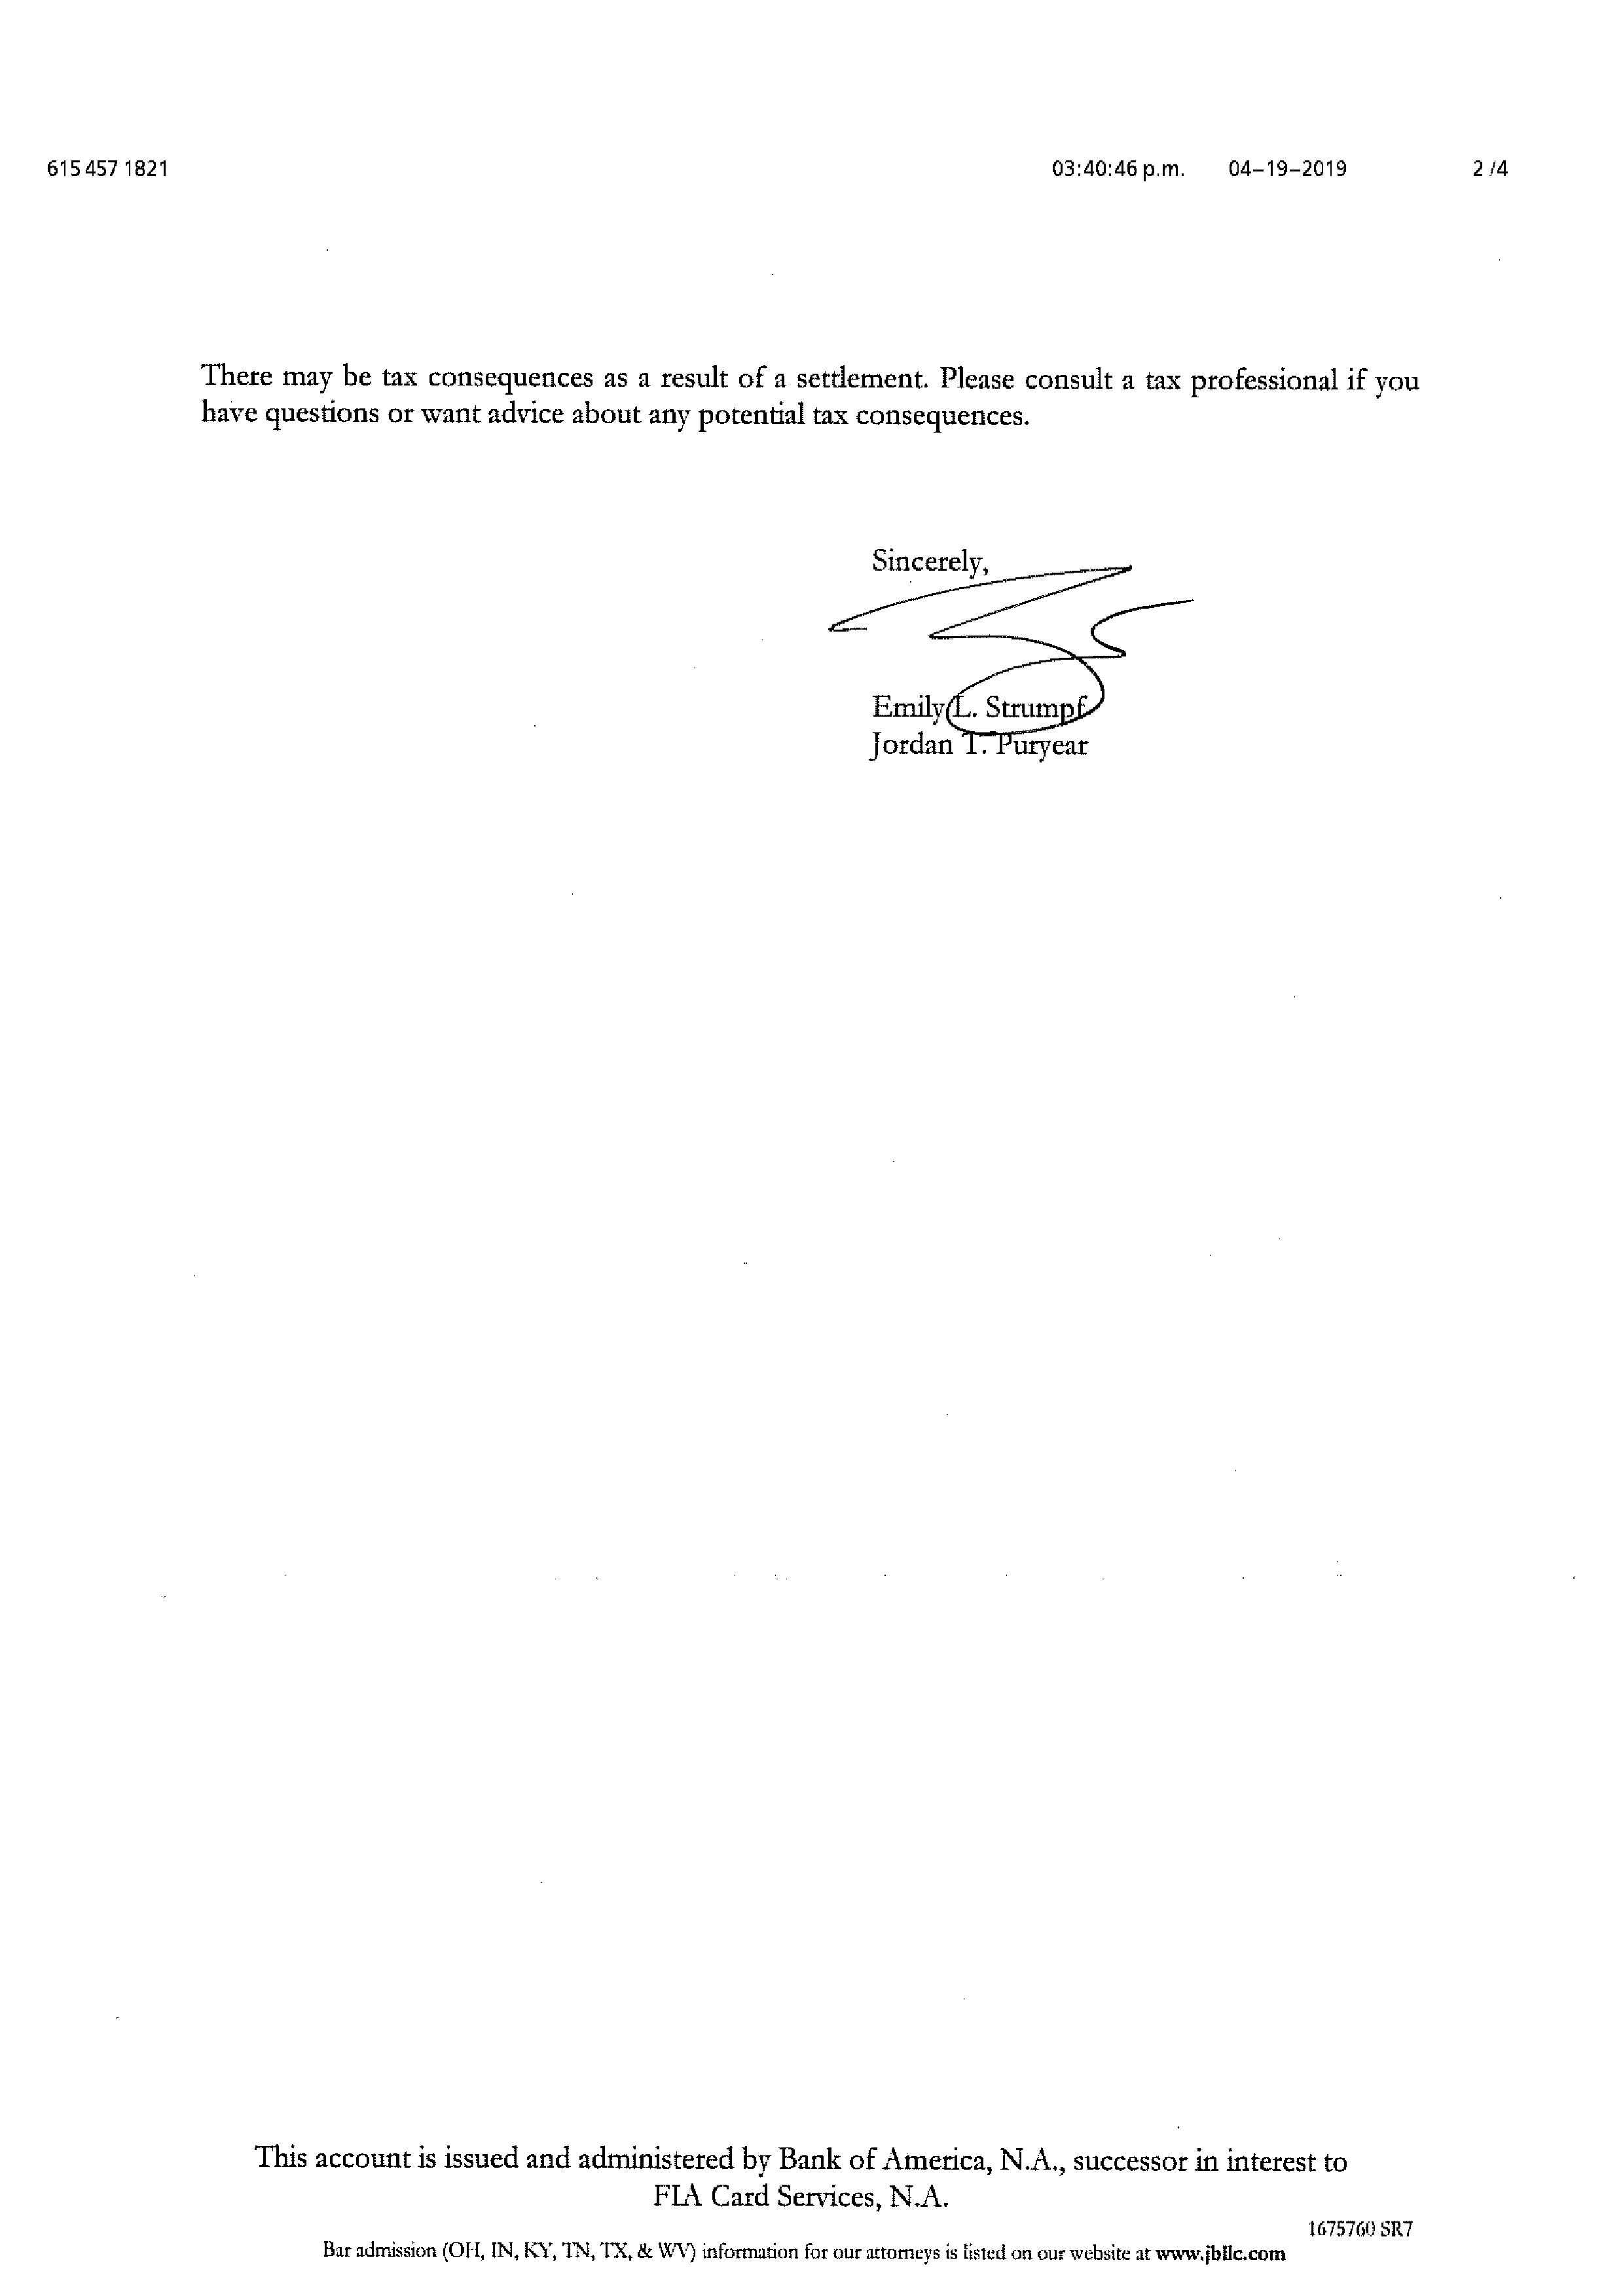 615 457 1821 03:40:46 p.m. 04-19-2019 2 /4
There may be tax consequences as a result of a settlement. Please consult a tax professional if you
have questions or want advice about any potential tax consequences.
Sincerely,
Emily L. Strumpf
Jordan T. Puryear
This account is issued and administered by Bank of America, N.A., successor in interest to
FIA Card Services, N.A.
1675760 SR7
Bar admission (OH, IN, KY, TN, TX, & WV) information for our attorneys is listed on our website at www.jbllc.com